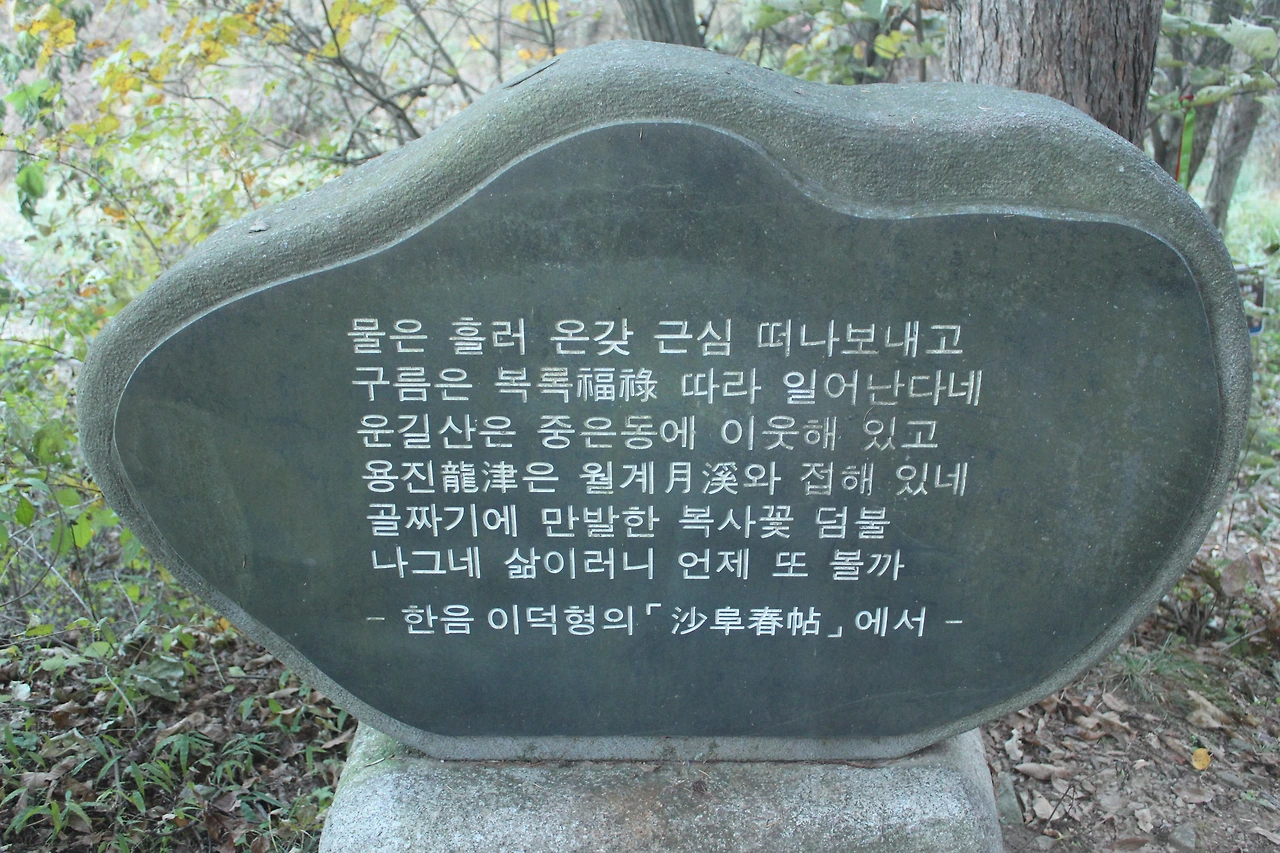 물은 흘러 온갖 근심 떠나보내고
구름은 복록福祿 따라 일어난다네
운길산은 중은동에 이웃해 있고
용진龍津은 월계月溪와 접해 있네
골짜기에 만발한 복사꽃 덤불
나그네 삶이러니 언제 또 볼까
- 한음 이덕형의「沙阜春帖」에서 -